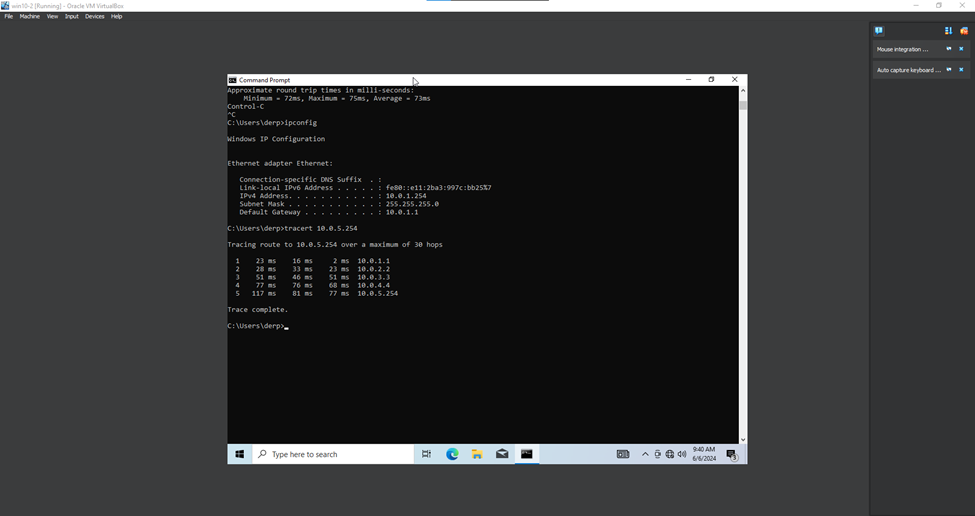 win10-2 [Running] - Oracle VM VirtualBox
File Machine View Input Devices Help
Mouse integration ...
Auto capture keyboard ...
Command Prompt
Approximate round trip times in milli-seconds:
Minimum = 72ms, Maximum = 75ms, Average = 73ms
Control-C
^C
C:\Users\derp>ipconfig
Windows IP Configuration
Ethernet adapter Ethernet:
Connection-specific DNS Suffix  . :
Link-local IPv6 Address . . . . . : fe80::e11:2ba3:997c:bb25%7
IPv4 Address. . . . . . . . . . . : 10.0.1.254
Subnet Mask . . . . . . . . . . . : 255.255.255.0
Default Gateway . . . . . . . . . : 10.0.1.1
C:\Users\derp>tracert 10.0.5.254
Tracing route to 10.0.5.254 over a maximum of 30 hops
1    23 ms    16 ms     2 ms  10.0.1.1
2    28 ms    33 ms    23 ms  10.0.2.2
3    51 ms    46 ms    51 ms  10.0.3.3
4    77 ms    76 ms    68 ms  10.0.4.4
5   117 ms    81 ms    77 ms  10.0.5.254
Trace complete.
C:\Users\derp>_
Type here to search
9:40 AM
6/6/2024
3